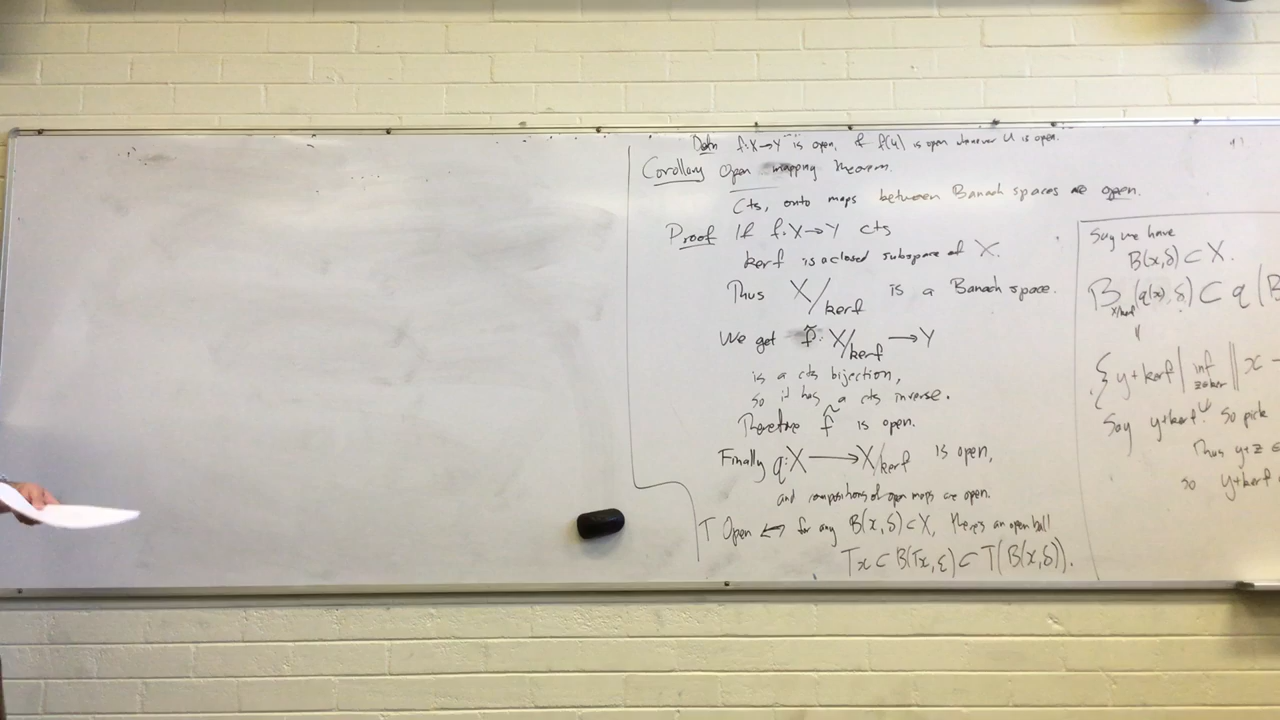 Defn f: X→Y is open, if f(U) is open whenever U is open.
Corollary Open mapping theorem.
Cts, onto maps between Banach spaces are open.
Proof If f: X→Y cts
kerf is a closed subspace of X.
Thus X/kerf is a Banach space.
We get f̃: X/kerf → Y
is a cts bijection,
so it has a cts inverse.
Therefore f̃ is open.
Finally q: X → X/kerf is open,
and compositions of open maps are open.
T Open ↔ for any B(x,δ) ⊂ X, there's an open ball
Tx ⊂ B(Tx,ε) ⊂ T(B(x,δ)).
Say we have
B(x,δ) ⊂ X.
B_{X/kerf}(q(x),δ) ⊂ q(B
{y+kerf | inf_{z∈ker} ‖x -
Say y+kerf so pick
Thus y+z ∈
so y+kerf